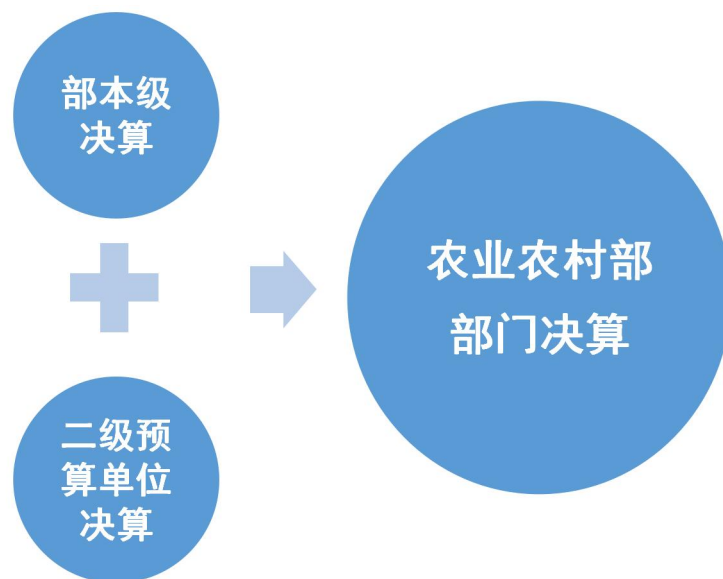 部本级
决算
二级预
算单位
决算
农业农村部
部门决算